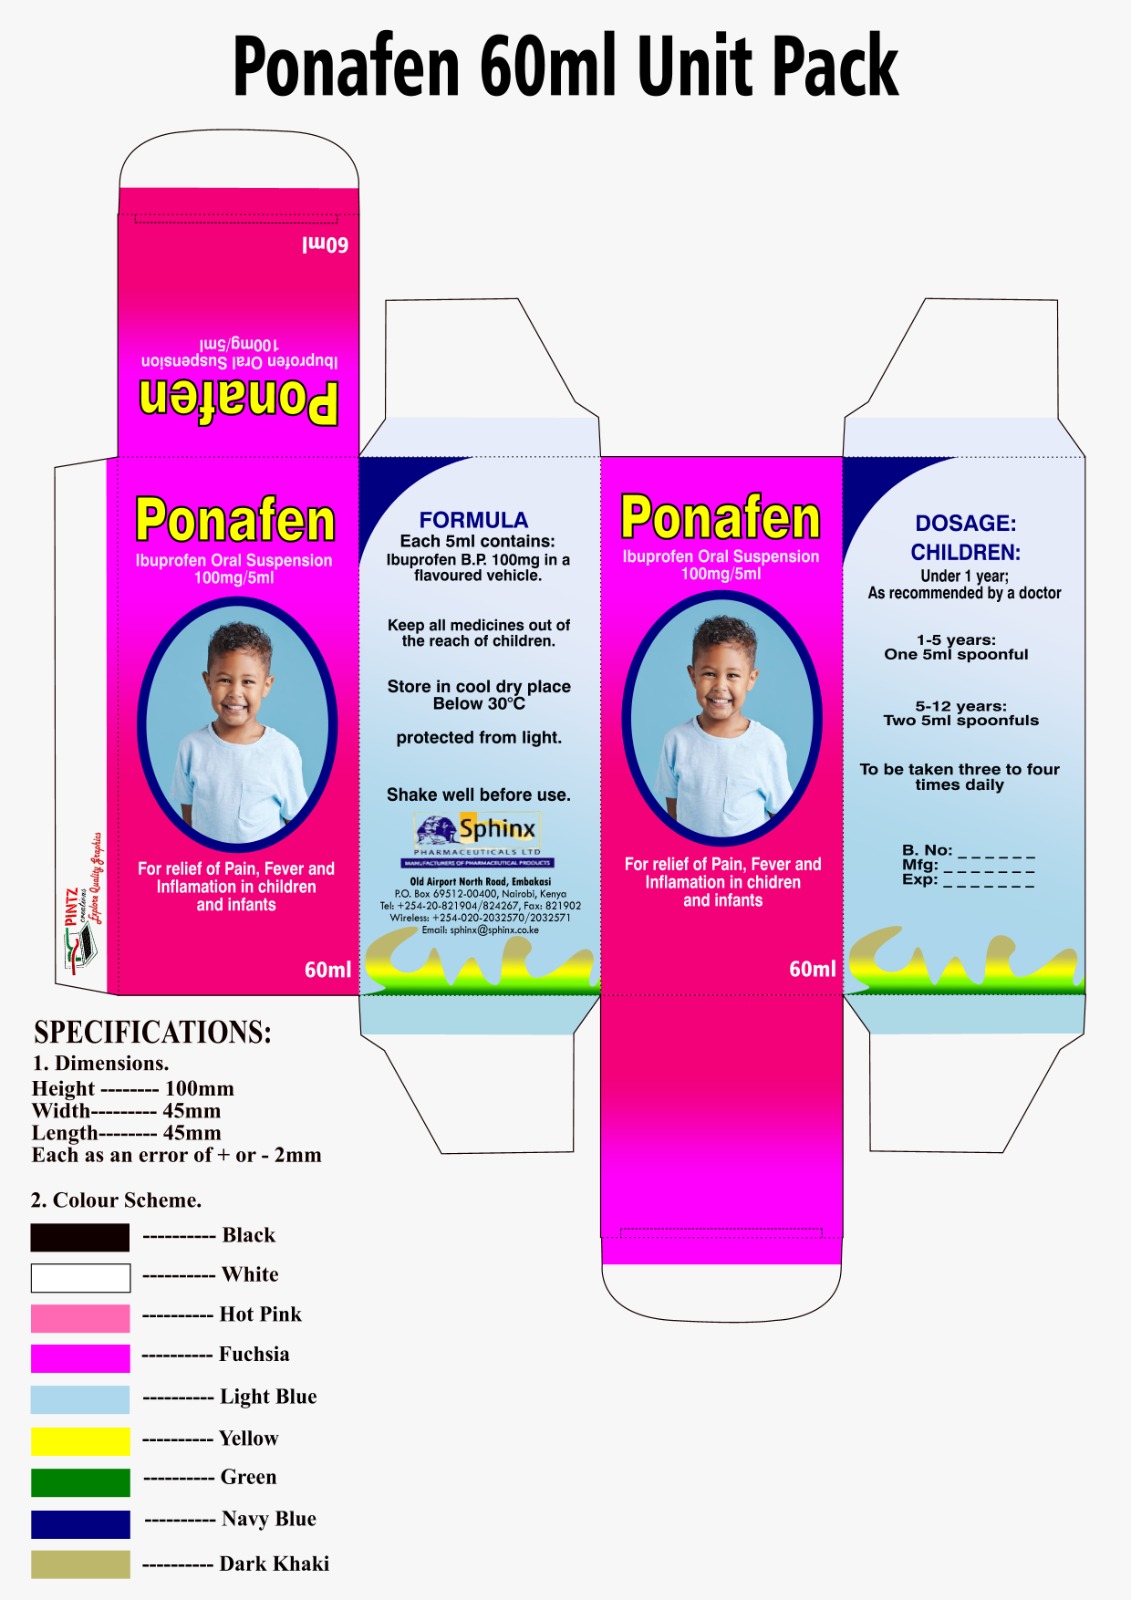 Ponafen 60ml Unit Pack
60ml
Ibuprofen Oral Suspension
100mg/5ml
Ponafen
Ponafen
Ibuprofen Oral Suspension
100mg/5ml
For relief of Pain, Fever and
Inflamation in children
and infants
60ml
PINTZ
creations
Explore Quality Graphics
FORMULA
Each 5ml contains:
Ibuprofen B.P. 100mg in a
flavoured vehicle.
Keep all medicines out of
the reach of children.
Store in cool dry place
Below 30°C
protected from light.
Shake well before use.
Sphinx
PHARMACEUTICALS LTD
MANUFACTURERS OF PHARMACEUTICAL PRODUCTS
Old Airport North Road, Embakasi
P.O. Box 69512-00400, Nairobi, Kenya
Tel: +254-20-821904/824267, Fax: 821902
Wireless: +254-020-2032570/2032571
Email: sphinx@sphinx.co.ke
Ponafen
Ibuprofen Oral Suspension
100mg/5ml
For relief of Pain, Fever and
Inflamation in chidren
and infants
60ml
DOSAGE:
CHILDREN:
Under 1 year;
As recommended by a doctor
1-5 years:
One 5ml spoonful
5-12 years:
Two 5ml spoonfuls
To be taken three to four
times daily
B. No: _ _ _ _ _ _ _
Mfg: _ _ _ _ _ _ _ _
Exp: _ _ _ _ _ _ _ _
SPECIFICATIONS:
1. Dimensions.
Height -------- 100mm
Width--------- 45mm
Length-------- 45mm
Each as an error of + or - 2mm
2. Colour Scheme.
---------- Black
---------- White
---------- Hot Pink
---------- Fuchsia
---------- Light Blue
---------- Yellow
---------- Green
---------- Navy Blue
---------- Dark Khaki